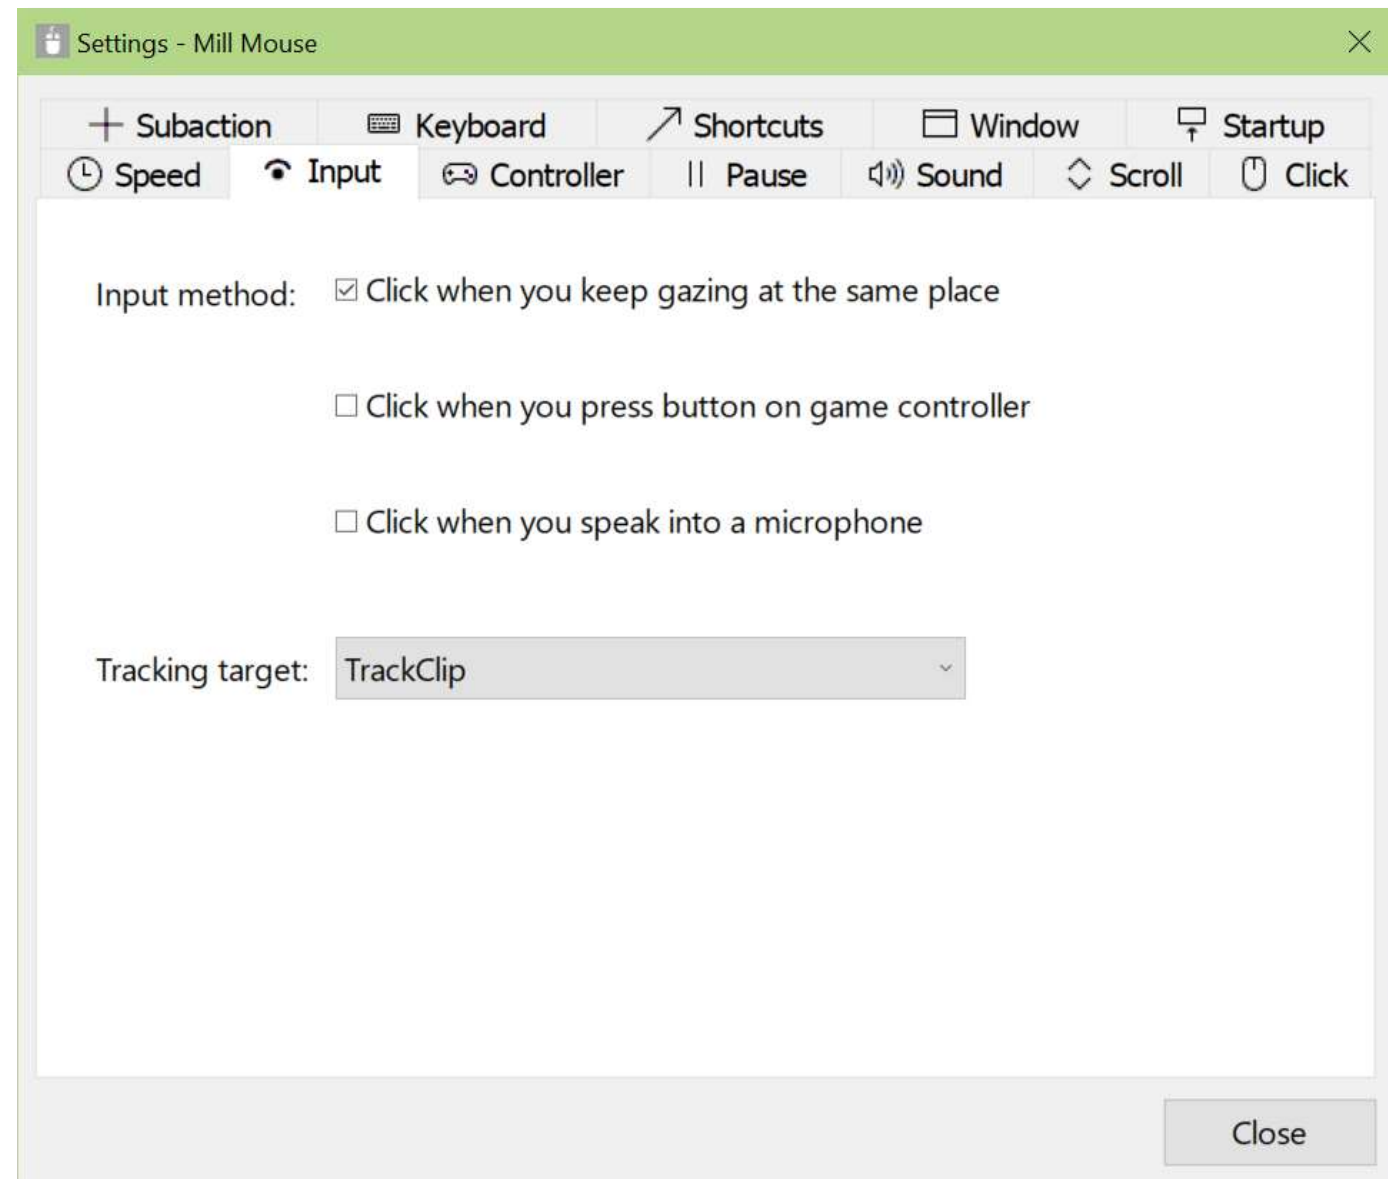 Settings - Mill Mouse
Subaction Keyboard Shortcuts Window Startup
Speed Input Controller Pause Sound Scroll Click
Input method: Click when you keep gazing at the same place
Click when you press button on game controller
Click when you speak into a microphone
Tracking target: TrackClip
Close